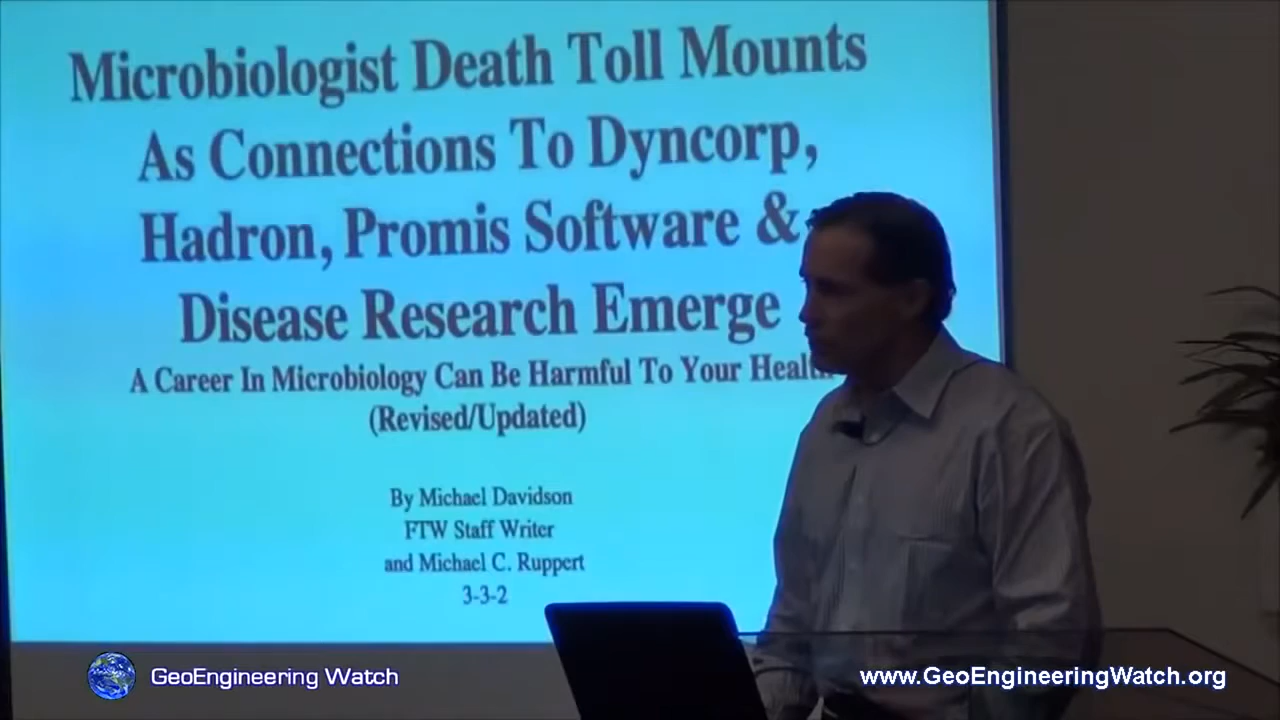 Microbiologist Death Toll Mounts
As Connections To Dyncorp,
Hadron, Promis Software &
Disease Research Emerge
A Career In Microbiology Can Be Harmful To Your Health
(Revised/Updated)
By Michael Davidson
FTW Staff Writer
and Michael C. Ruppert
3-3-2
GeoEngineering Watch
www.GeoEngineeringWatch.org